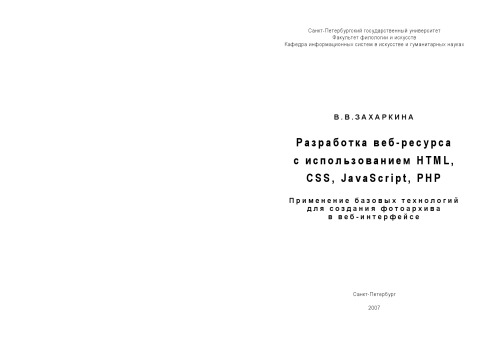 Санкт-Петербургский государственный университет
Факультет филологии и искусств
Кафедра информационных систем в искусстве и гуманитарных науках
В.В.ЗАХАРКИНА
Разработка веб-ресурса
с использованием HTML,
CSS, JavaScript, PHP
Применение базовых технологий
для создания фотоархива
в веб-интерфейсе
Санкт-Петербург
2007